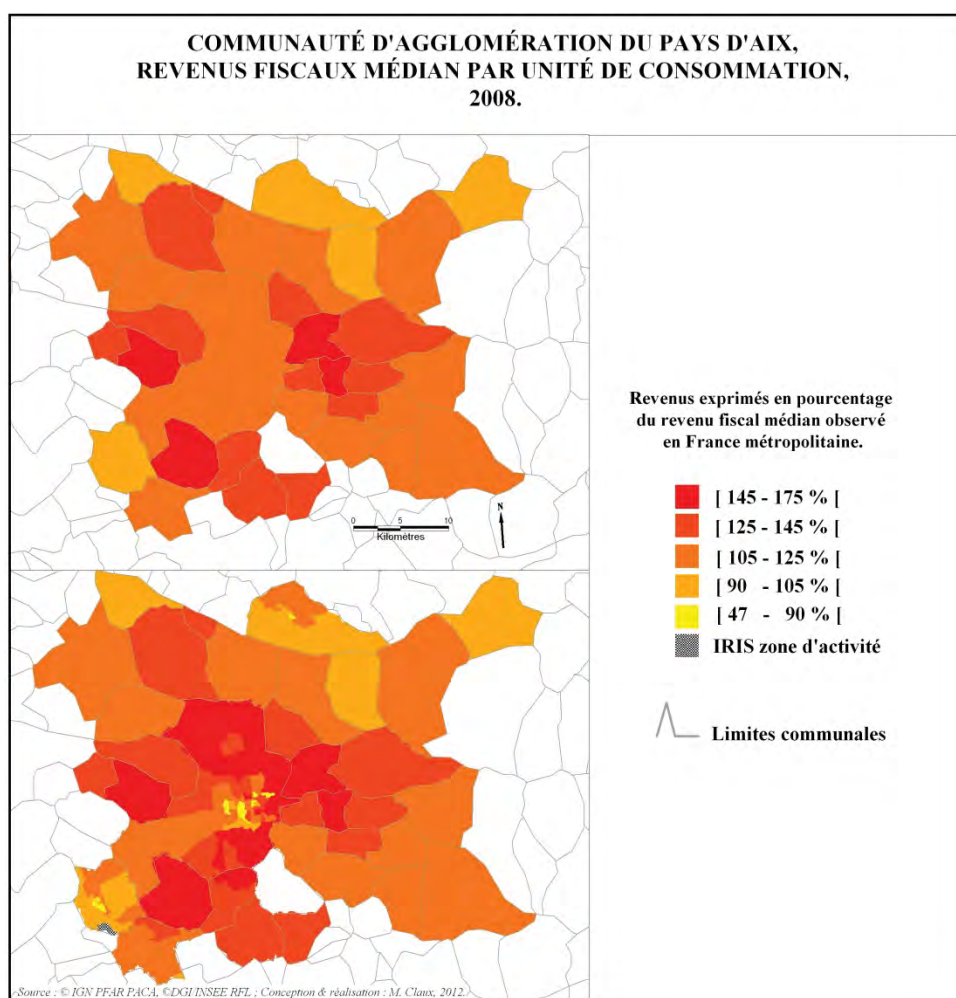 COMMUNAUTÉ D'AGGLOMÉRATION DU PAYS D'AIX,
REVENUS FISCAUX MÉDIAN PAR UNITÉ DE CONSOMMATION,
2008.
Revenus exprimés en pourcentage
du revenu fiscal médian observé
en France métropolitaine.
[ 145 - 175 % [
[ 125 - 145 % [
[ 105 - 125 % [
[ 90 - 105 % [
[ 47 - 90 % [
IRIS zone d'activité
Limites communales
N
0 5 10
Kilomètres
Source : © IGN PFAR PACA, ©DGI/INSEE RFL ; Conception & réalisation : M. Claux, 2012.